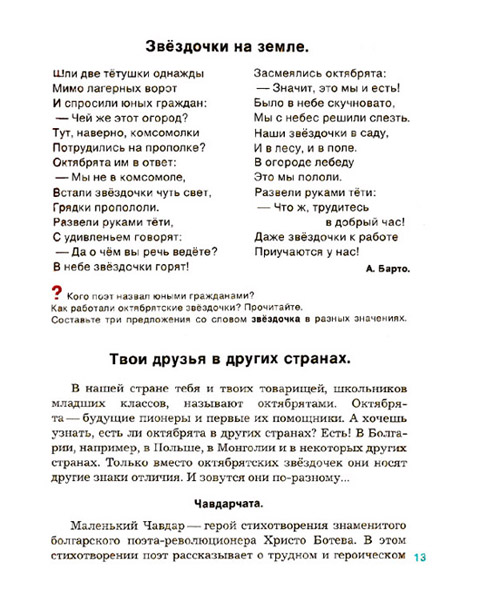 Звёздочки на земле.
Шли две тётушки однажды
Мимо лагерных ворэт
И спросили юных граждан:
— Чей же этот огород?
Тут, наверно, комсомолки
Потрудились на прополке?
Октябрята им в ответ:
— Мы не в комсомоле,
Встали звёздочки чуть свет,
Грядки пропололи.
Развели руками тёти,
С удивленьем говорят:
— Да о чём вы речь ведёте?
В небе звёздочки горят!
Засмеялись октябрята:
— Значит, это мы и есть!
Было в небе скучновато,
Мы с небес решили слезть.
Наши звёздочки в саду,
И в лесу, и в поле.
В огороде лебеду
Это мы пололи.
Развели руками тёти:
— Что ж, трудитесь
в добрый час!
Даже звёздочки к работе
Приучаются у нас!
А. Барто.
? Кого поэт назвал юными гражданами?
Как работали октябрятские звёздочки? Прочитайте.
Составьте три предложения со словом звёздочка в разных значениях.
Твои друзья в других странах.
В нашей стране тебя и твоих товарищей, школьников
младших классов, называют октябрятами. Октября-
та — будущие пионеры и первые их помощники. А хочешь
узнать, есть ли октябрята в других странах? Есть! В Болга-
рии, например, в Польше, в Монголии и в некоторых других
странах. Только вместо октябрятских звёздочек они носят
другие знаки отличия. И зовутся они по-разному...
Чавдарчата.
Маленький Чавдар — герой стихотворения знаменитого
болгарского поэта-революционера Христо Ботева. В этом
стихотворении поэт рассказывает о трудном и героическом
13